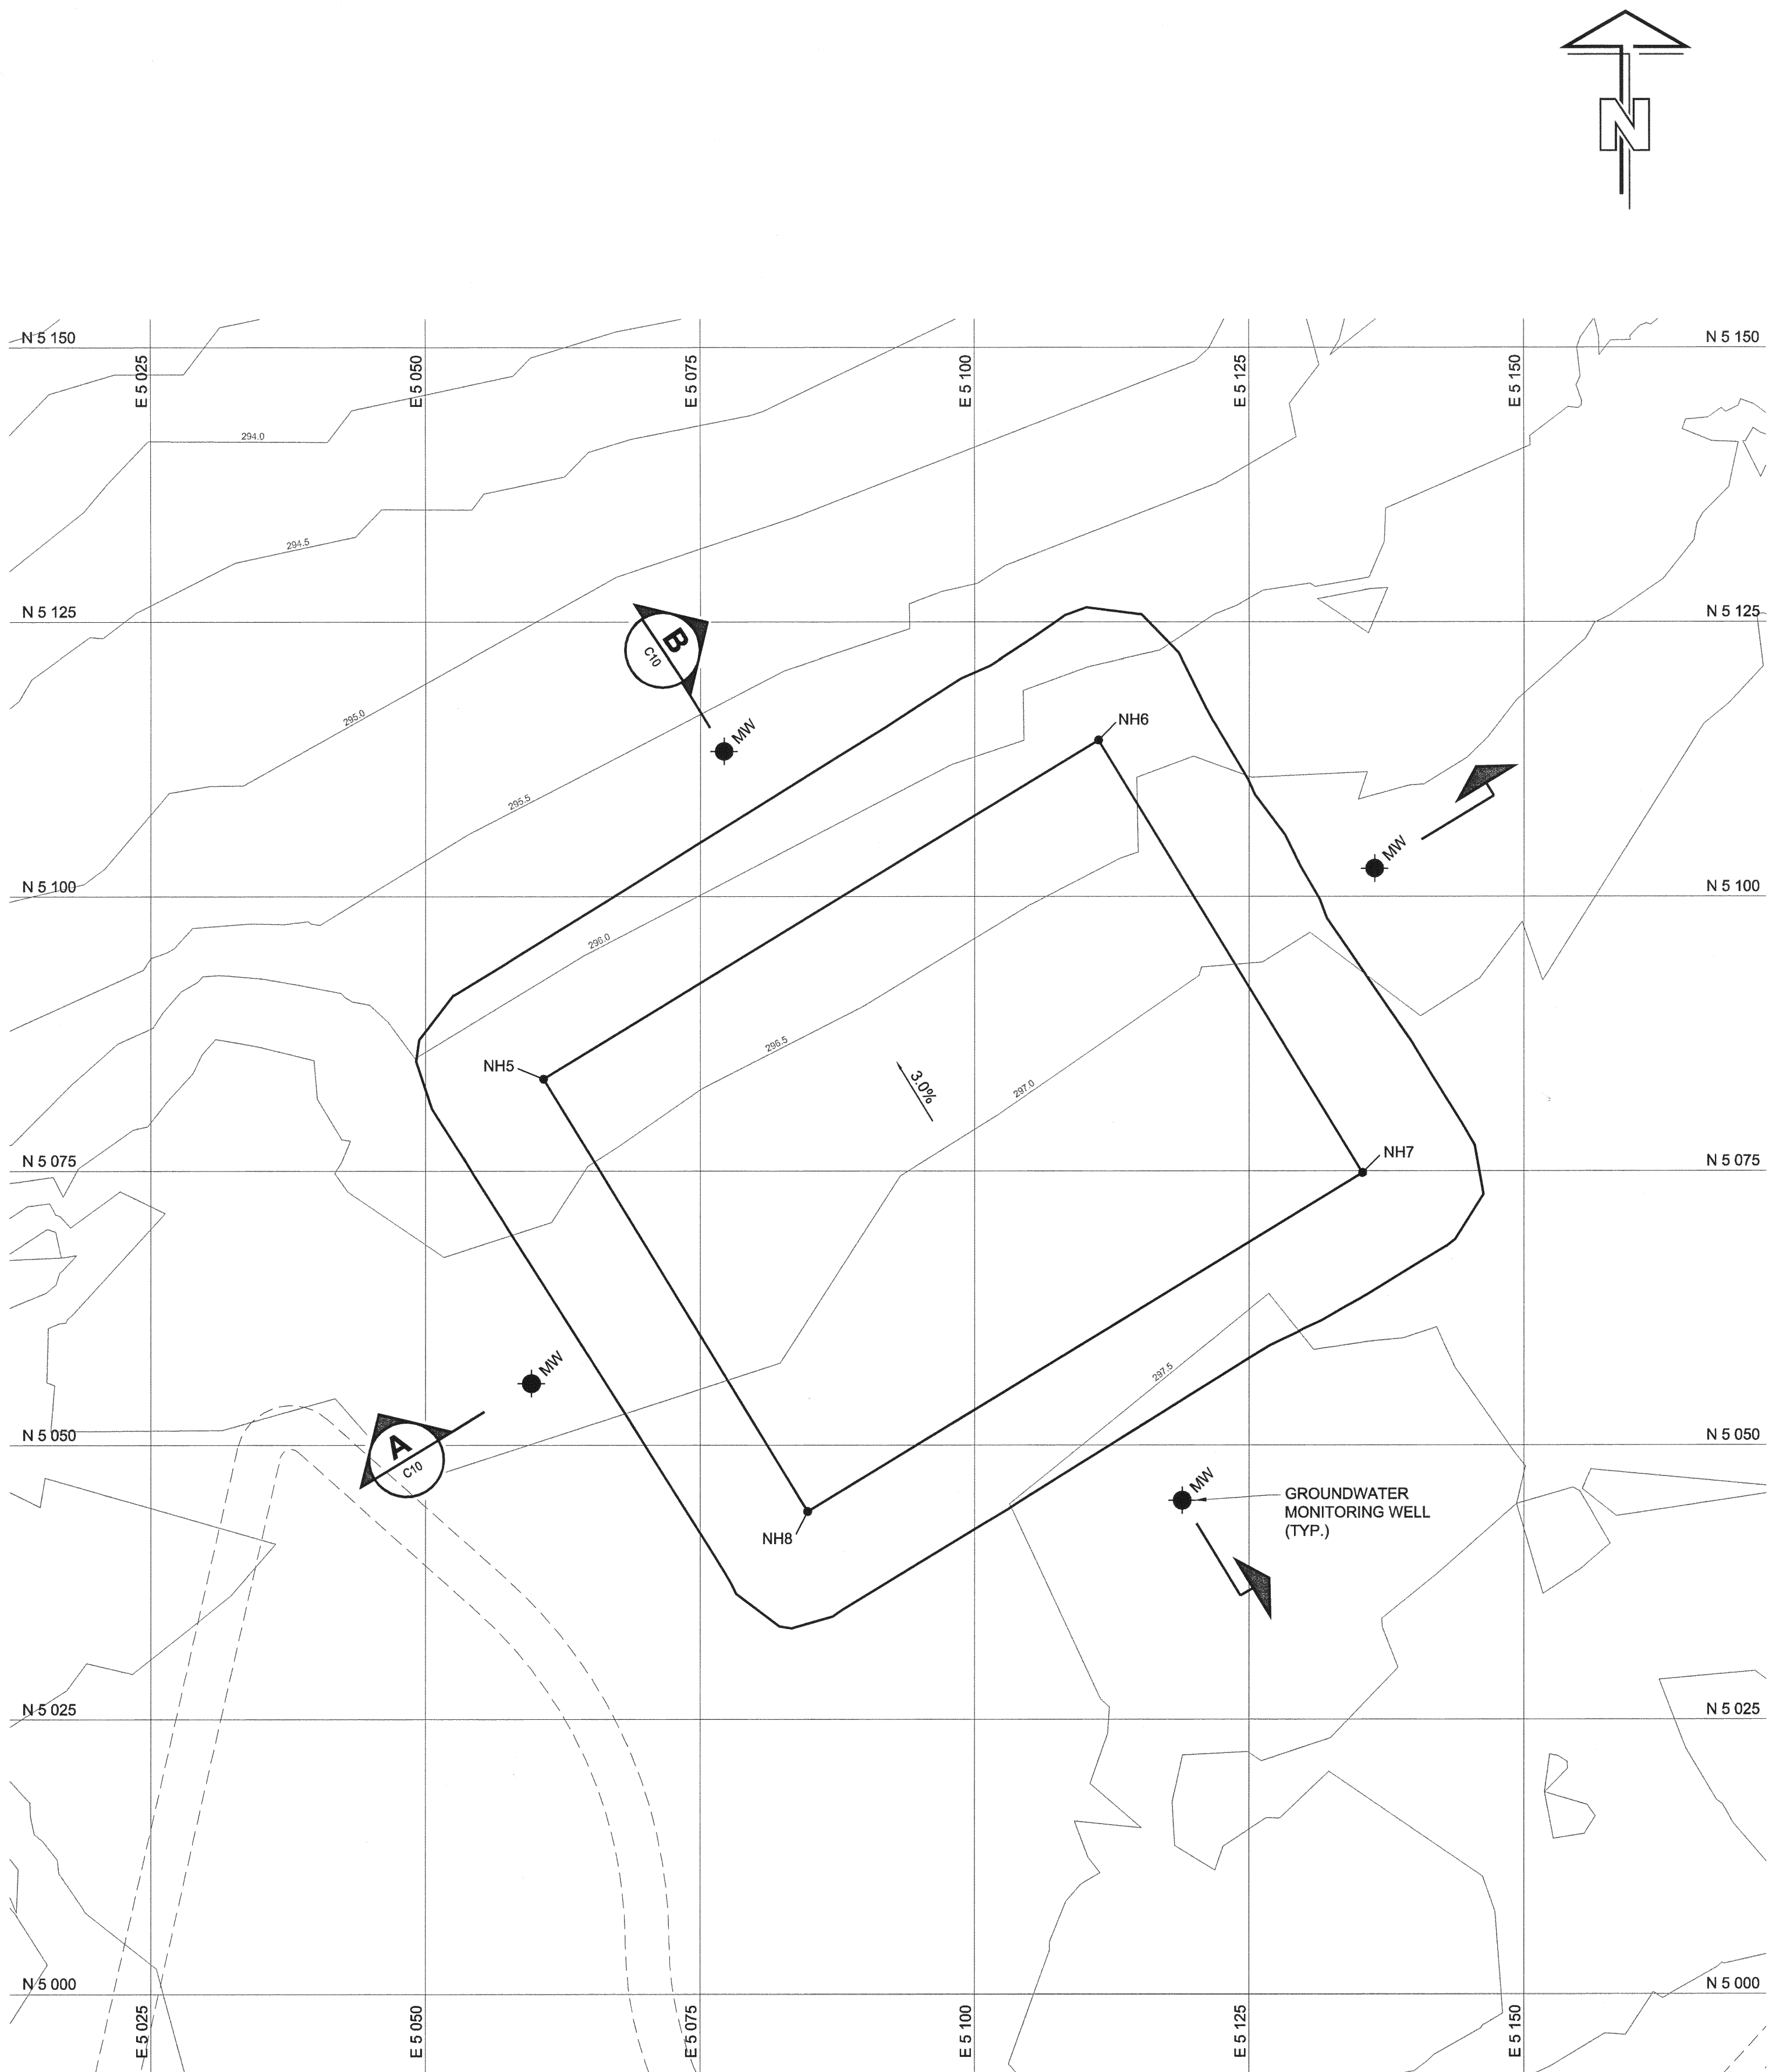 N
N 5 150
N 5 150
E 5 025
E 5 050
E 5 075
E 5 100
E 5 125
E 5 150
294.0
294.5
N 5 125
N 5 125
B
C10
295.0
MW
NH6
295.5
MW
N 5 100
N 5 100
296.0
296.5
NH5
3.0%
297.0
NH7
N 5 075
N 5 075
MW
297.5
A
C10
N 5 050
N 5 050
MW
GROUNDWATER
MONITORING WELL
(TYP.)
NH8
N 5 025
N 5 025
N 5 000
N 5 000
E 5 025
E 5 050
E 5 075
E 5 100
E 5 125
E 5 150